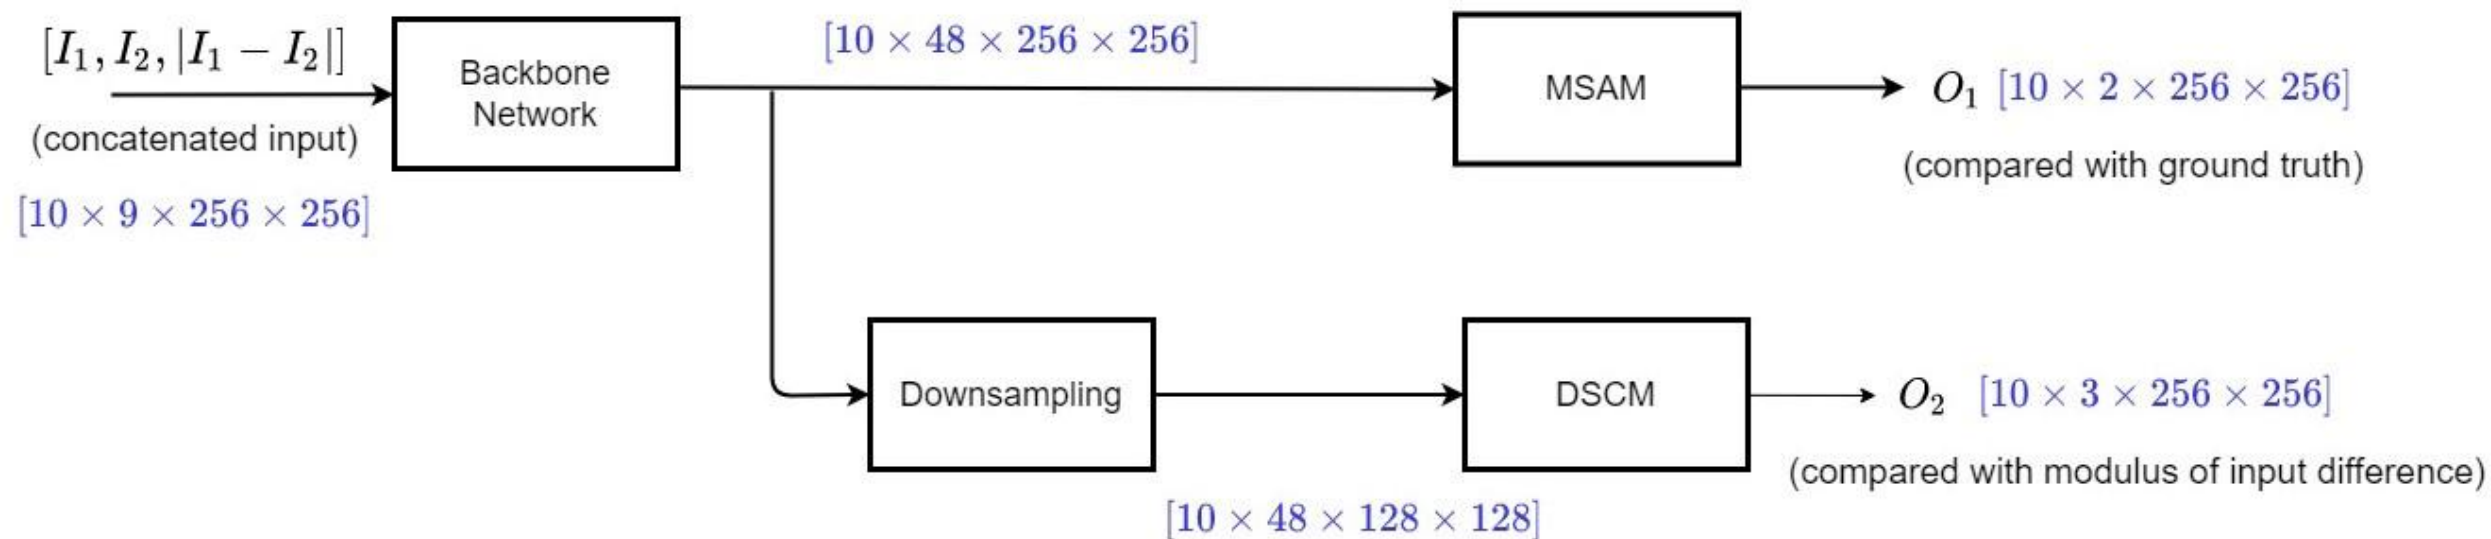 [I₁, I₂, |I₁ − I₂|]
(concatenated input)
[10 × 9 × 256 × 256]
Backbone
Network
[10 × 48 × 256 × 256]
MSAM
O₁ [10 × 2 × 256 × 256]
(compared with ground truth)
Downsampling
[10 × 48 × 128 × 128]
DSCM
O₂ [10 × 3 × 256 × 256]
(compared with modulus of input difference)